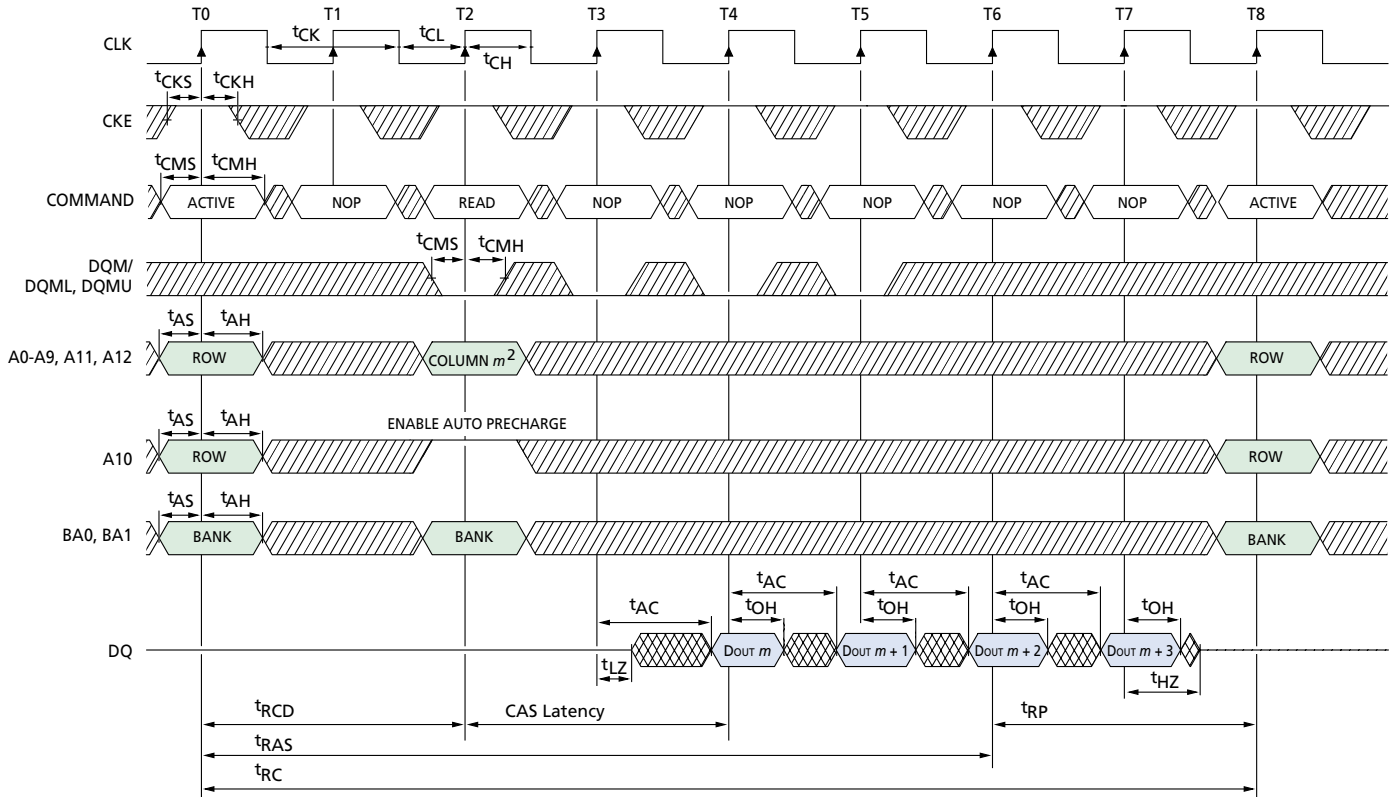 T0 T1 T2 T3 T4 T5 T6 T7 T8
CLK tCK tCL tCH
tCKS tCKH
CKE
tCMS tCMH
COMMAND ACTIVE NOP READ NOP NOP NOP NOP NOP ACTIVE
tCMS tCMH
DQM/
DQML, DQMU
tAS tAH
A0-A9, A11, A12 ROW COLUMN m2 ROW
ENABLE AUTO PRECHARGE
tAS tAH
A10 ROW ROW
tAS tAH
BA0, BA1 BANK BANK BANK
tAC tAC tAC tAC
tOH tOH tOH tOH
DQ DOUT m DOUT m + 1 DOUT m + 2 DOUT m + 3
tLZ tHZ
tRCD CAS Latency tRP
tRAS
tRC